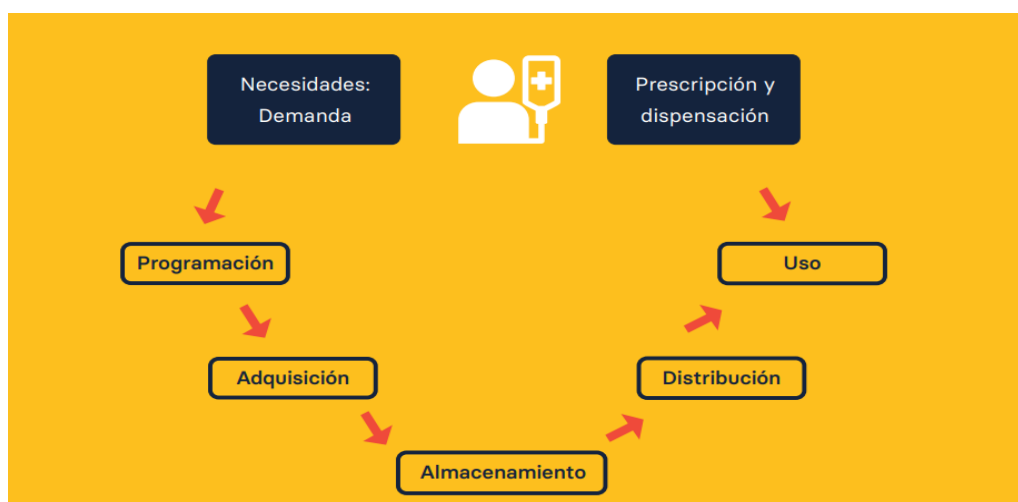 Necesidades:
Demanda
Prescripción y
dispensación
Programación
Uso
Adquisición
Distribución
Almacenamiento